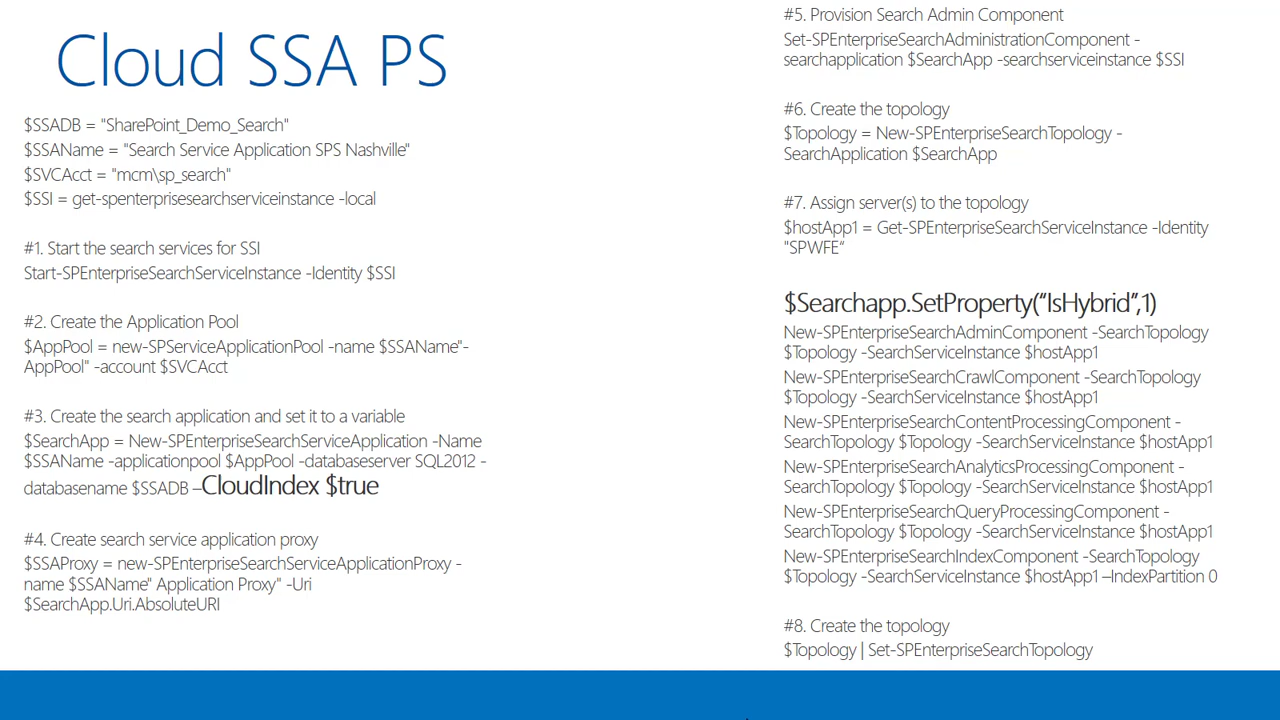 Cloud SSA PS
$SSADB = "SharePoint_Demo_Search"
$SSAName = "Search Service Application SPS Nashville"
$SVCAcct = "mcm\sp_search"
$SSI = get-spenterprisesearchserviceinstance -local
#1. Start the search services for SSI
Start-SPEnterpriseSearchServiceInstance -Identity $SSI
#2. Create the Application Pool
$AppPool = new-SPServiceApplicationPool -name $SSAName"-
AppPool" -account $SVCAcct
#3. Create the search application and set it to a variable
$SearchApp = New-SPEnterpriseSearchServiceApplication -Name
$SSAName -applicationpool $AppPool -databaseserver SQL2012 -
databasename $SSADB –CloudIndex $true
#4. Create search service application proxy
$SSAProxy = new-SPEnterpriseSearchServiceApplicationProxy -
name $SSAName" Application Proxy" -Uri
$SearchApp.Uri.AbsoluteURI
#5. Provision Search Admin Component
Set-SPEnterpriseSearchAdministrationComponent -
searchapplication $SearchApp -searchserviceinstance $SSI
#6. Create the topology
$Topology = New-SPEnterpriseSearchTopology -
SearchApplication $SearchApp
#7. Assign server(s) to the topology
$hostApp1 = Get-SPEnterpriseSearchServiceInstance -Identity
"SPWFE“
$Searchapp.SetProperty(“IsHybrid”,1)
New-SPEnterpriseSearchAdminComponent -SearchTopology
$Topology -SearchServiceInstance $hostApp1
New-SPEnterpriseSearchCrawlComponent -SearchTopology
$Topology -SearchServiceInstance $hostApp1
New-SPEnterpriseSearchContentProcessingComponent -
SearchTopology $Topology -SearchServiceInstance $hostApp1
New-SPEnterpriseSearchAnalyticsProcessingComponent -
SearchTopology $Topology -SearchServiceInstance $hostApp1
New-SPEnterpriseSearchQueryProcessingComponent -
SearchTopology $Topology -SearchServiceInstance $hostApp1
New-SPEnterpriseSearchIndexComponent -SearchTopology
$Topology -SearchServiceInstance $hostApp1 –IndexPartition 0
#8. Create the topology
$Topology | Set-SPEnterpriseSearchTopology